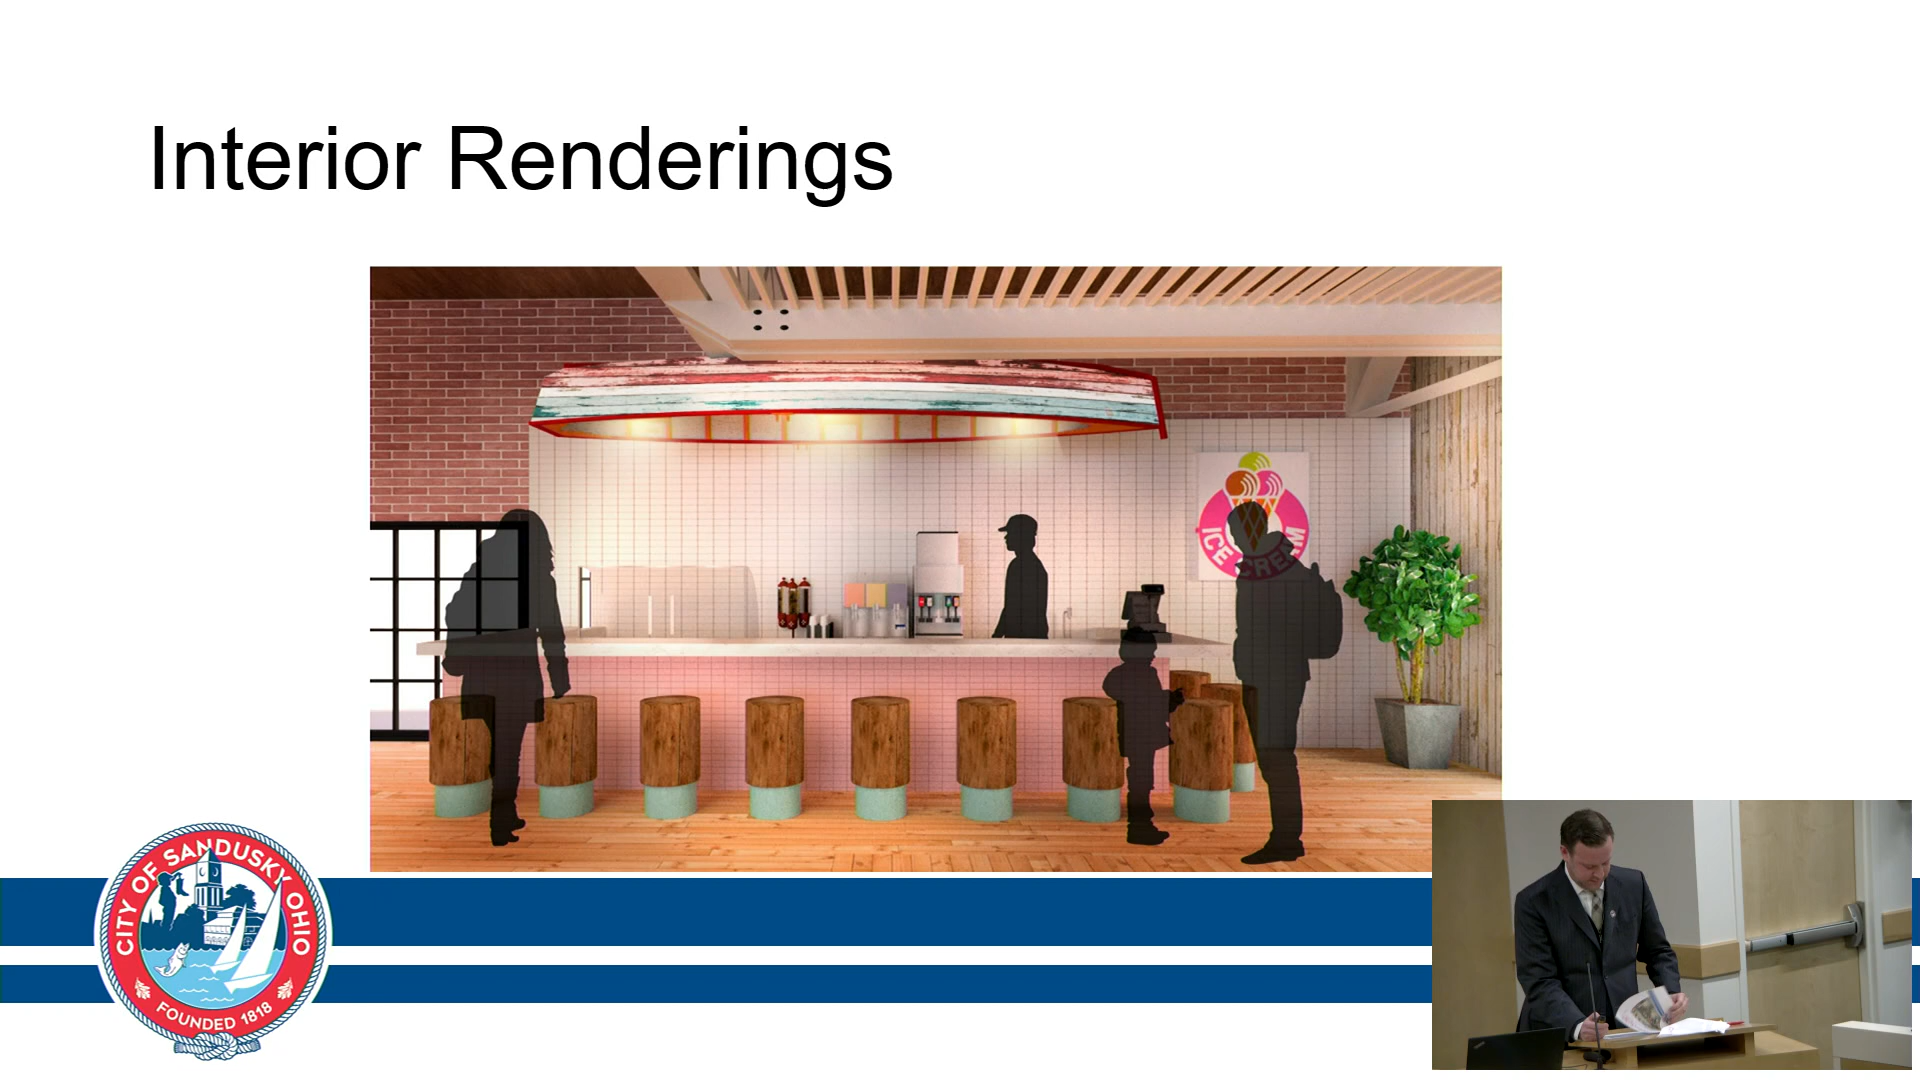 Interior Renderings
ICE CREAM
CITY OF SANDUSKY, OHIO
FOUNDED 1818